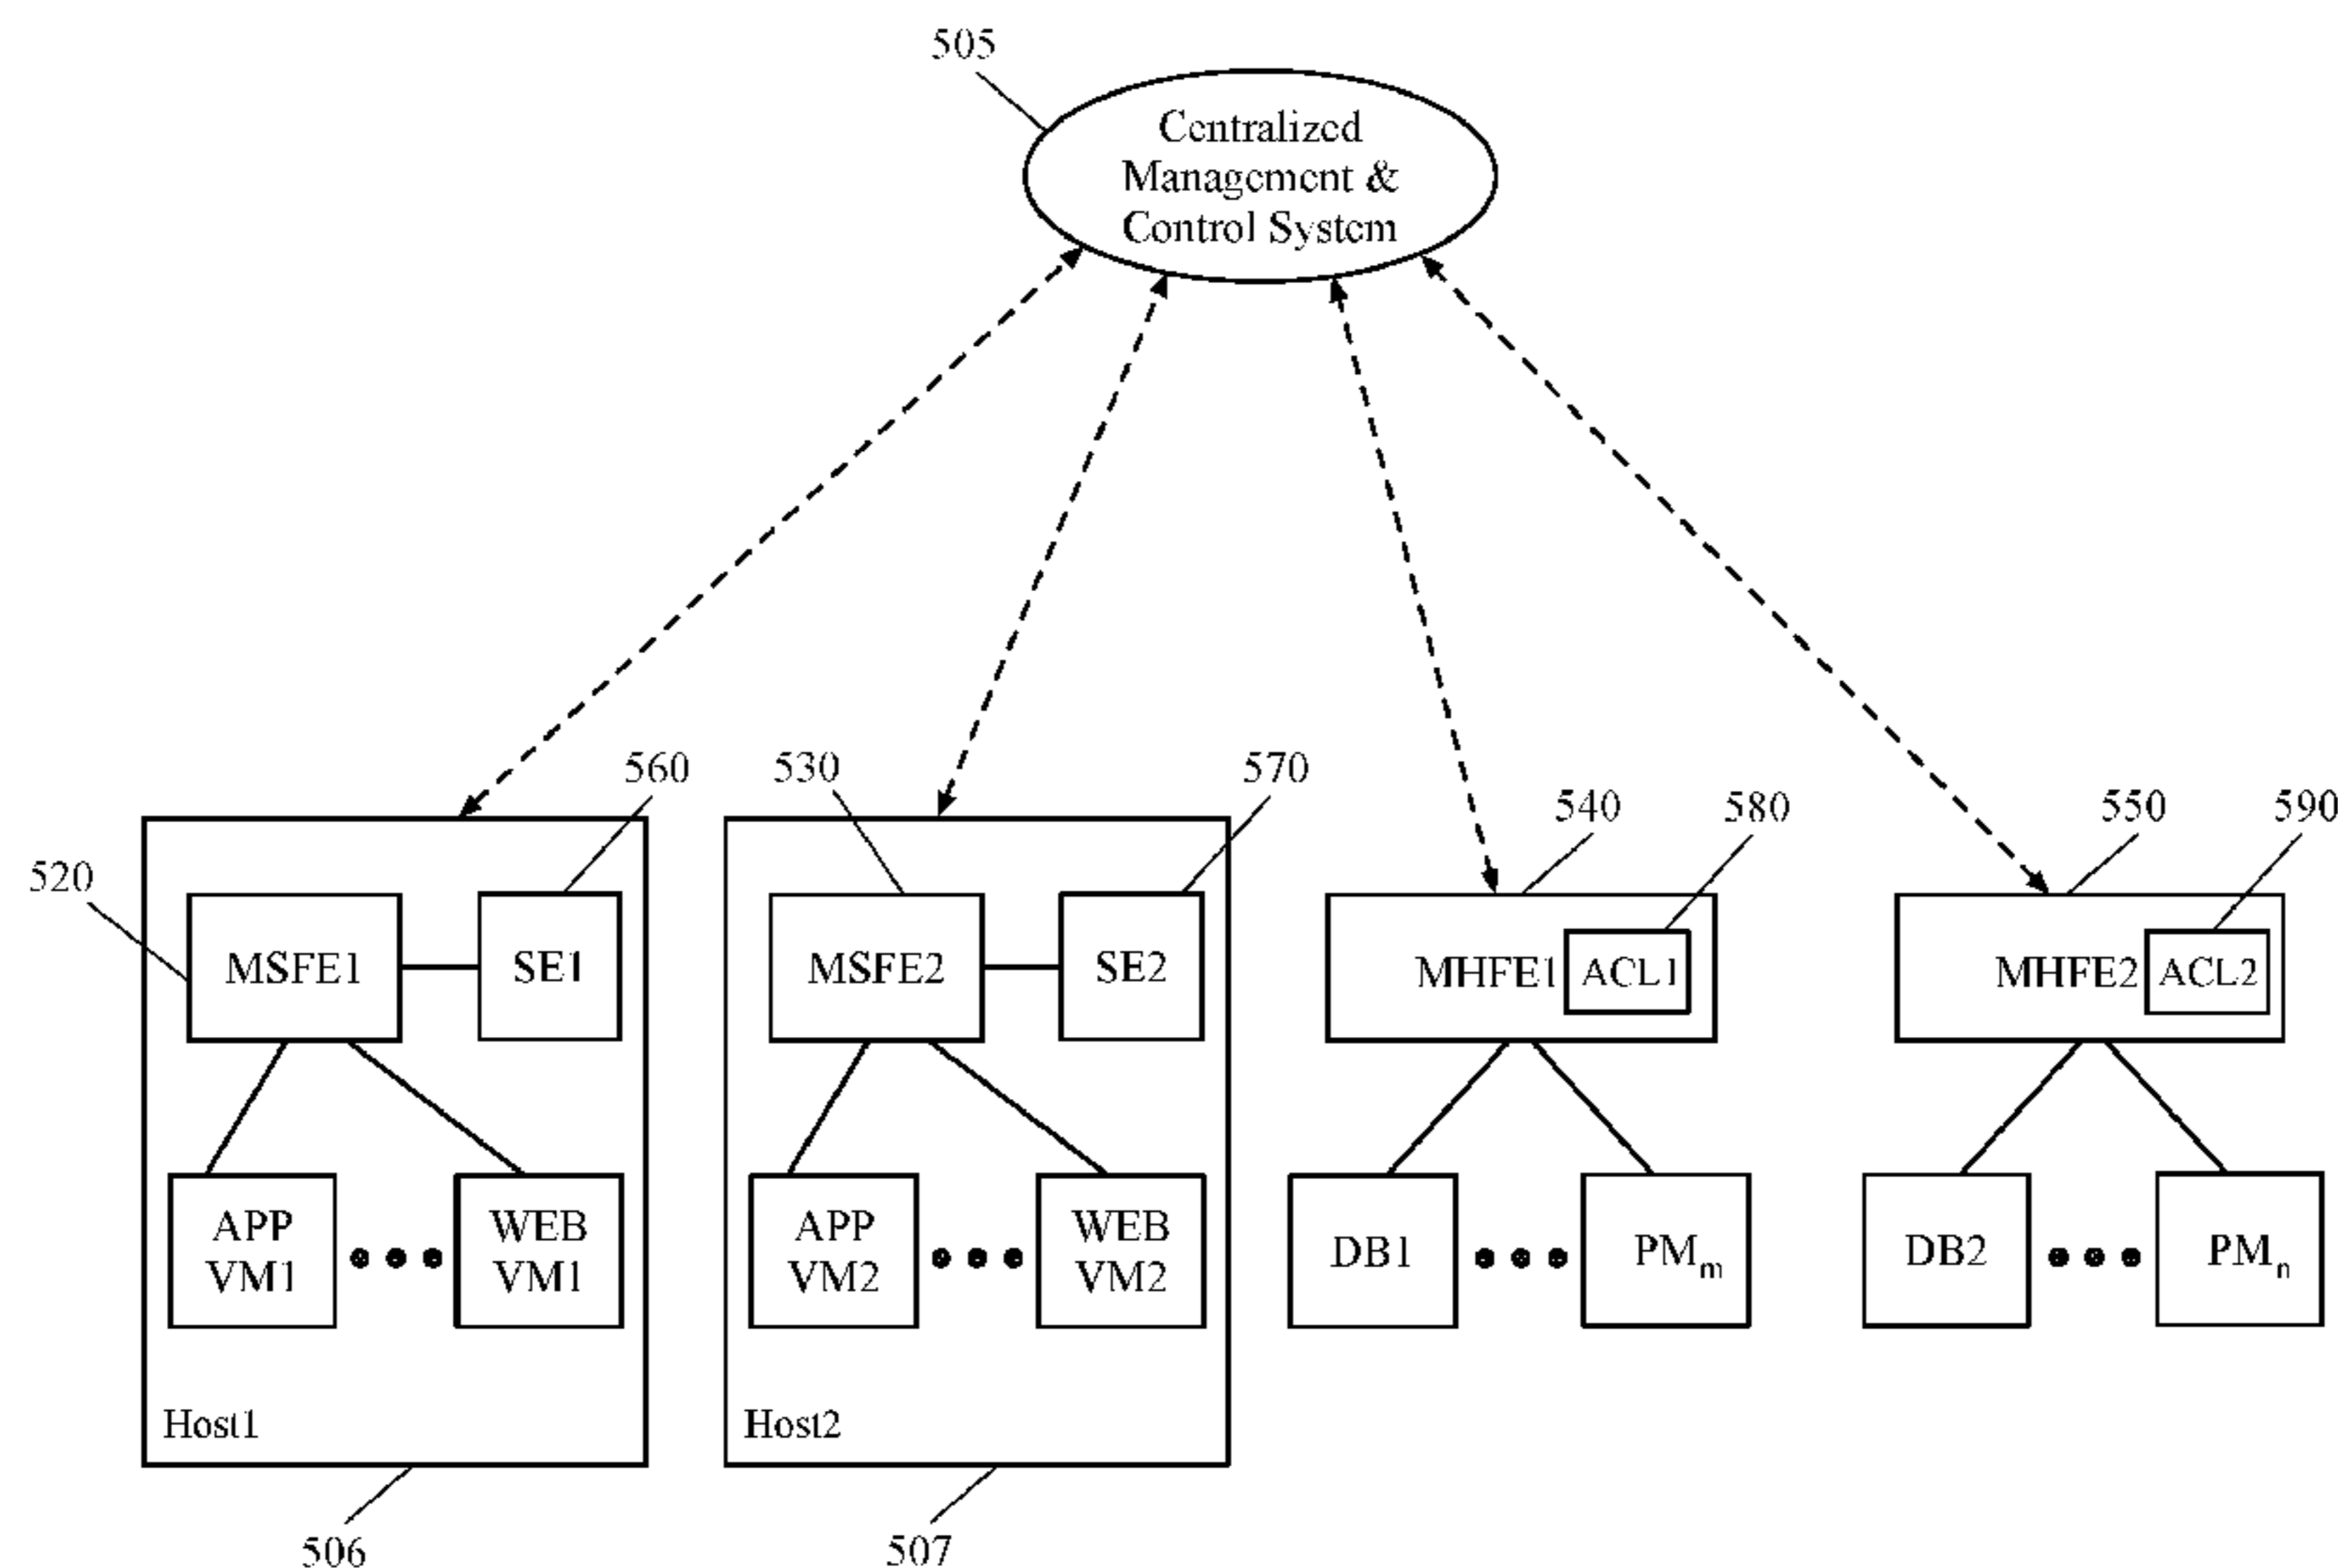 505
Centralized
Management &
Control System
560
530
570
540
580
550
590
520
MSFE1
SE1
MSFE2
SE2
MHFE1
ACL1
MHFE2
ACL2
APP
VM1
WEB
VM1
APP
VM2
WEB
VM2
DB1
PMm
DB2
PMn
Host1
Host2
506
507